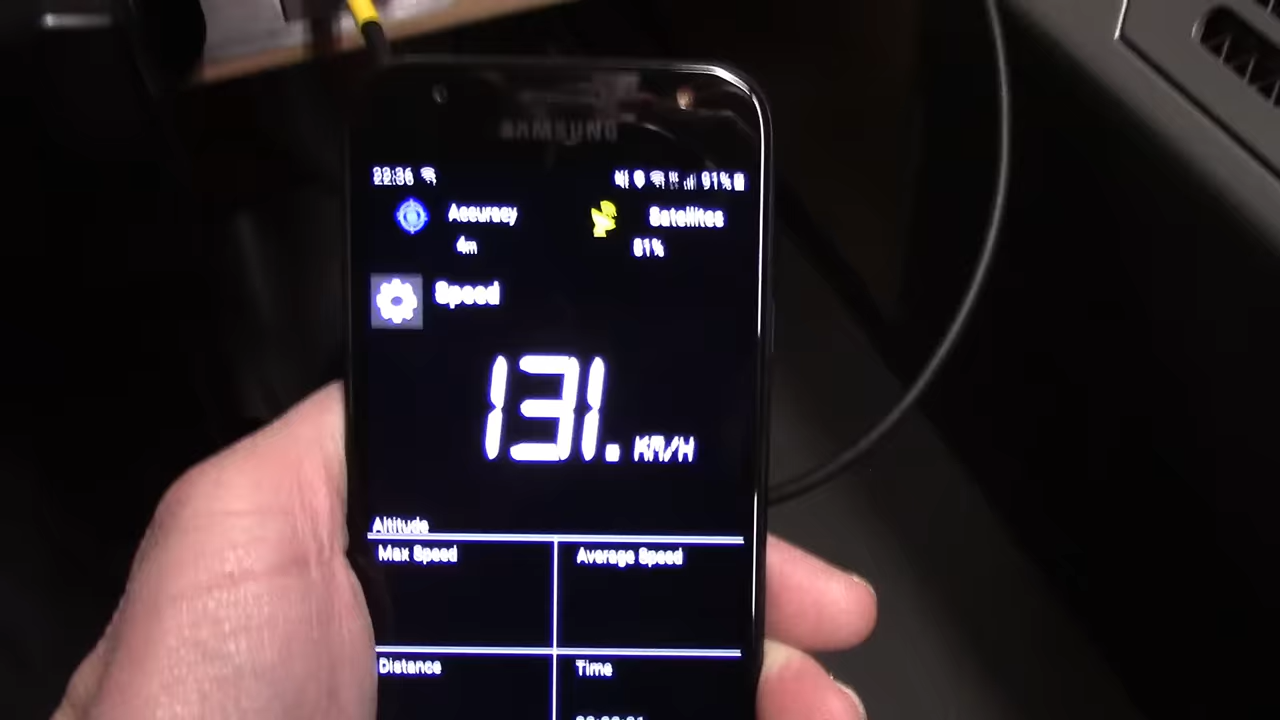 SAMSUNG
22:36 91%
Accuracy Satellites
4m 81%
Speed
131. KM/H
Altitude
Max Speed Average Speed
Distance Time